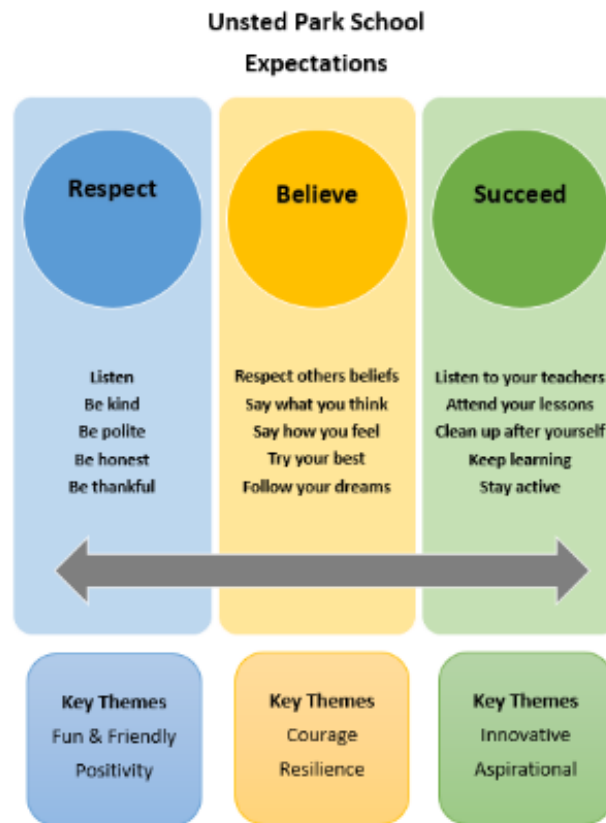 Unsted Park School
Expectations
Respect
Listen
Be kind
Be polite
Be honest
Be thankful
Believe
Respect others beliefs
Say what you think
Say how you feel
Try your best
Follow your dreams
Succeed
Listen to your teachers
Attend your lessons
Clean up after yourself
Keep learning
Stay active
Key Themes
Fun & Friendly
Positivity
Key Themes
Courage
Resilience
Key Themes
Innovative
Aspirational